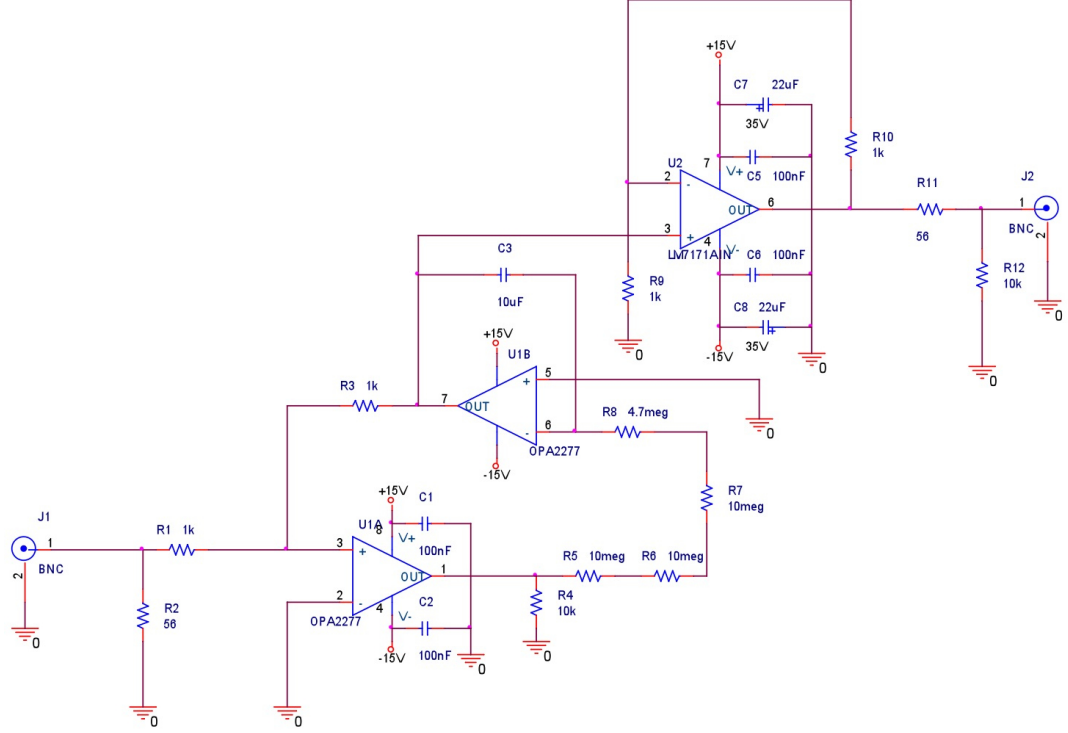 +15V
C7 22uF
35V
U2
7
V+
C5 100nF
R10
1k
2
-
OUT
6
R11
56
J2
1
BNC
2
0
3
+
4
V-
LM7171AIN
C6 100nF
R12
10k
0
C3
10uF
R9
1k
0
C8 22uF
35V
-15V
0
+15V
U1B
R3 1k
7
OUT
+
5
-
6
OPA2277
-15V
0
R8 4.7meg
R7
10meg
+15V
C1
U1A
8
V+
100nF
J1
1
BNC
2
0
R1 1k
3
+
OUT
1
R5 10meg
R6 10meg
R2
56
0
2
-
4
V-
OPA2277
C2
100nF
-15V
0
R4
10k
0
0